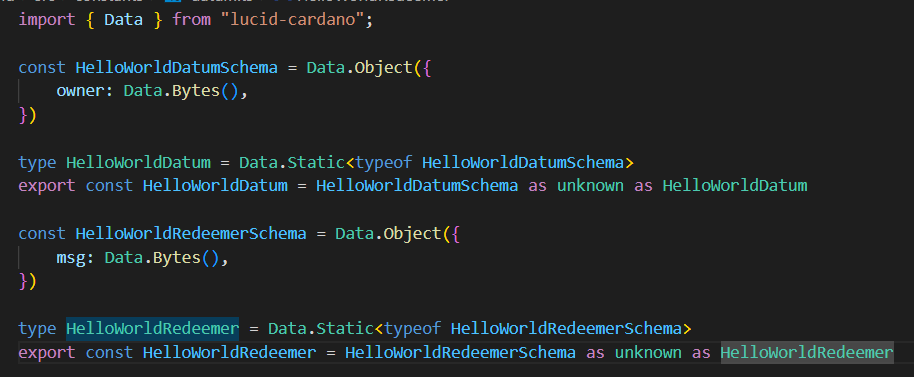 import { Data } from "lucid-cardano";
const HelloWorldDatumSchema = Data.Object({
owner: Data.Bytes(),
})
type HelloWorldDatum = Data.Static<typeof HelloWorldDatumSchema>
export const HelloWorldDatum = HelloWorldDatumSchema as unknown as HelloWorldDatum
const HelloWorldRedeemerSchema = Data.Object({
msg: Data.Bytes(),
})
type HelloWorldRedeemer = Data.Static<typeof HelloWorldRedeemerSchema>
export const HelloWorldRedeemer = HelloWorldRedeemerSchema as unknown as HelloWorldRedeemer